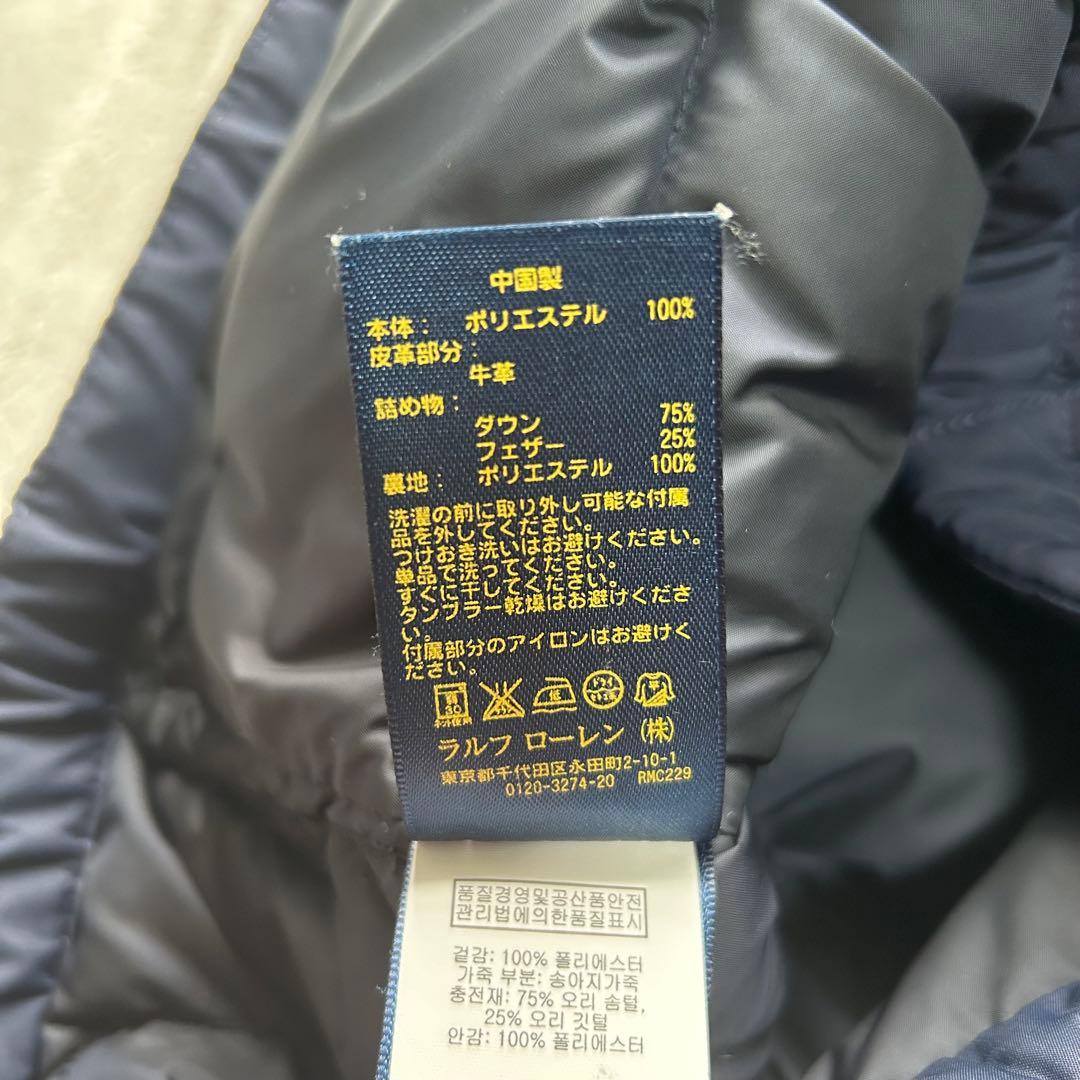 中国製
本体： ポリエステル 100%
皮革部分：
牛革
詰め物：
ダウン 75%
フェザー 25%
裏地： ポリエステル 100%
洗濯の前に取り外し可能な付属
品を外してください。
つけおき洗いはお避けください。
単品で洗ってください。
すぐに干してください。
タンブラー乾燥はお避けくださ
い。
付属部分のアイロンはお避けく
ださい。
弱 30 低 ドライ
ネット使用
ラルフ ローレン (株)
東京都千代田区永田町2-10-1
0120-3274-20 RMC229
품질경영및공산품안전
관리법에의한품질표시
겉감: 100% 폴리에스터
가죽 부분: 송아지가죽
충전재: 75% 오리 솜털,
25% 오리 깃털
안감: 100% 폴리에스터